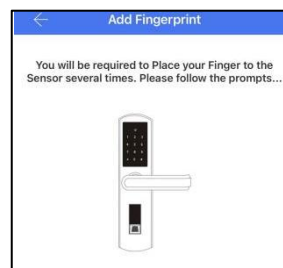 Add Fingerprint
You will be required to Place your Finger to the
Sensor several times. Please follow the prompts...